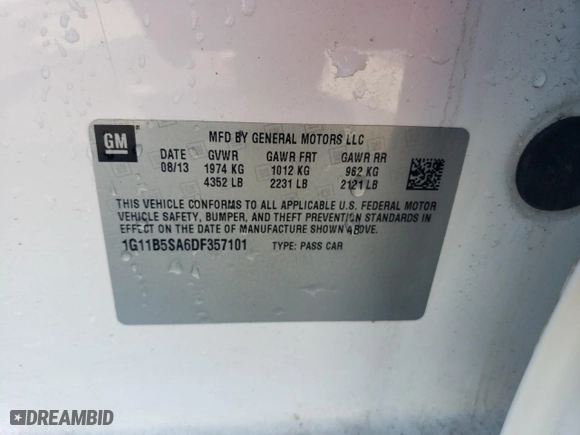 GM
MFD BY GENERAL MOTORS LLC
DATE GVWR GAWR FRT GAWR RR
08/13 1974 KG 1012 KG 962 KG
4352 LB 2231 LB 2121 LB
THIS VEHICLE CONFORMS TO ALL APPLICABLE U.S. FEDERAL MOTOR
VEHICLE SAFETY, BUMPER, AND THEFT PREVENTION STANDARDS IN
EFFECT ON THE DATE OF MANUFACTURE SHOWN ABOVE.
4B
1G11B5SA6DF357101 TYPE: PASS CAR
DREAMBID